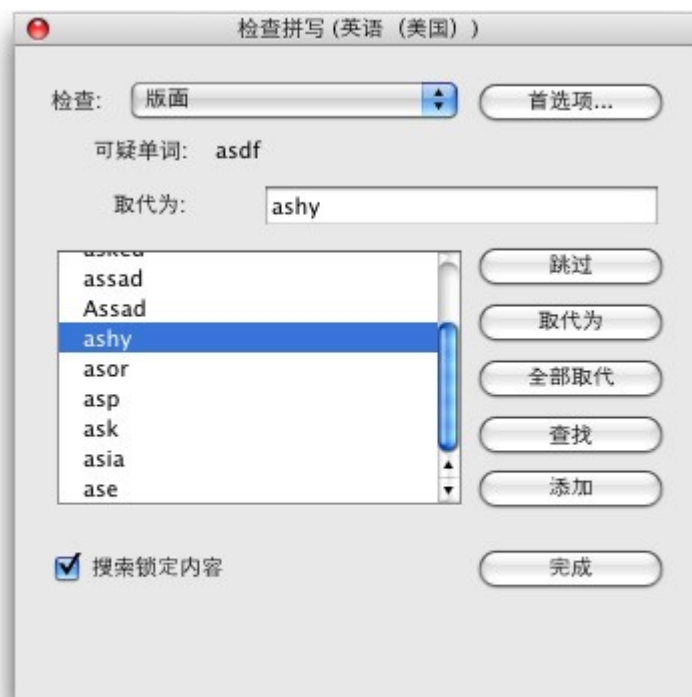 检查拼写 (英语（美国）)
检查: 版面 首选项...
可疑单词: asdf
取代为: ashy
assad
Assad
ashy
asor
asp
ask
asia
ase
跳过
取代为
全部取代
查找
添加
搜索锁定内容
完成